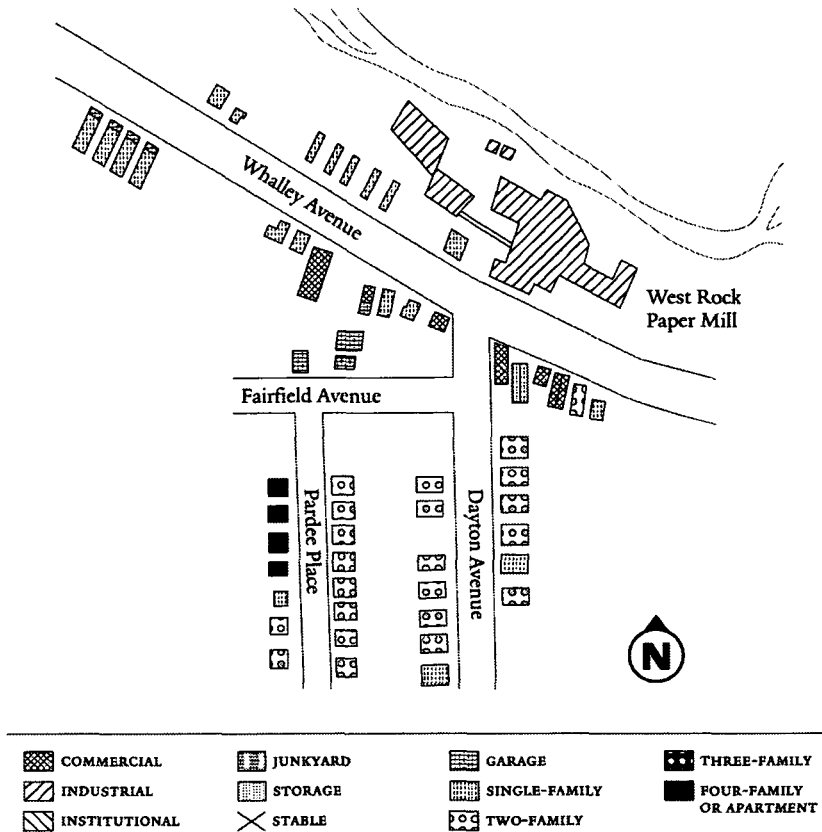 Whalley Avenue
West Rock
Paper Mill
Fairfield Avenue
Pardee Place
Dayton Avenue
N
COMMERCIAL
JUNKYARD
GARAGE
THREE-FAMILY
INDUSTRIAL
STORAGE
SINGLE-FAMILY
FOUR-FAMILY
OR APARTMENT
INSTITUTIONAL
STABLE
TWO-FAMILY